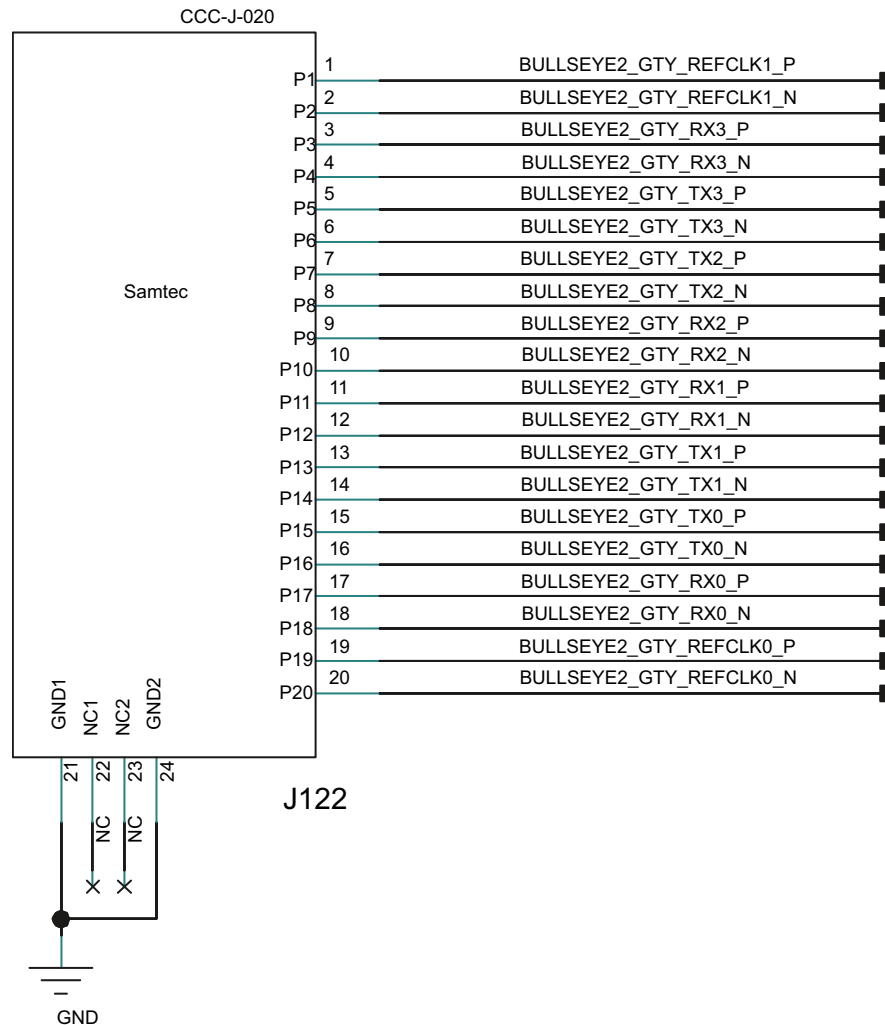 CCC-J-020
Samtec
P1 1 BULLSEYE2_GTY_REFCLK1_P
P2 2 BULLSEYE2_GTY_REFCLK1_N
P3 3 BULLSEYE2_GTY_RX3_P
P4 4 BULLSEYE2_GTY_RX3_N
P5 5 BULLSEYE2_GTY_TX3_P
P6 6 BULLSEYE2_GTY_TX3_N
P7 7 BULLSEYE2_GTY_TX2_P
P8 8 BULLSEYE2_GTY_TX2_N
P9 9 BULLSEYE2_GTY_RX2_P
P10 10 BULLSEYE2_GTY_RX2_N
P11 11 BULLSEYE2_GTY_RX1_P
P12 12 BULLSEYE2_GTY_RX1_N
P13 13 BULLSEYE2_GTY_TX1_P
P14 14 BULLSEYE2_GTY_TX1_N
P15 15 BULLSEYE2_GTY_TX0_P
P16 16 BULLSEYE2_GTY_TX0_N
P17 17 BULLSEYE2_GTY_RX0_P
P18 18 BULLSEYE2_GTY_RX0_N
P19 19 BULLSEYE2_GTY_REFCLK0_P
P20 20 BULLSEYE2_GTY_REFCLK0_N
GND1 NC1 NC2 GND2
21 22 23 24
J122
NC NC
GND